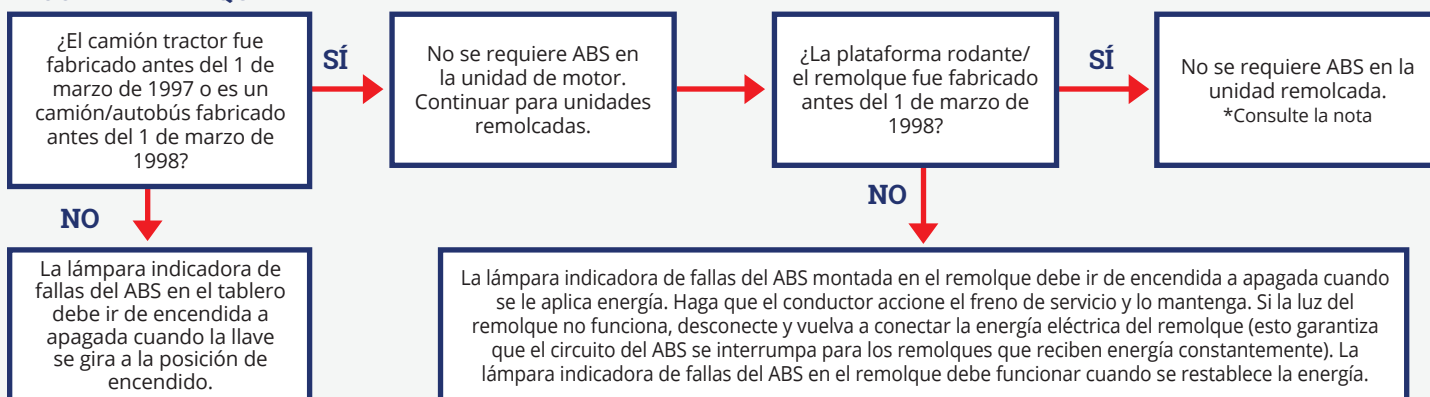 ¿El camión tractor fue
fabricado antes del 1 de
marzo de 1997 o es un
camión/autobús fabricado
antes del 1 de marzo de
1998?
SÍ
No se requiere ABS en
la unidad de motor.
Continuar para unidades
remolcadas.
¿La plataforma rodante/
el remolque fue fabricado
antes del 1 de marzo de
1998?
SÍ
No se requiere ABS en la
unidad remolcada.
*Consulte la nota
NO
La lámpara indicadora de
fallas del ABS en el tablero
debe ir de encendida a
apagada cuando la llave
se gira a la posición de
encendido.
NO
La lámpara indicadora de fallas del ABS montada en el remolque debe ir de encendida a apagada cuando
se le aplica energía. Haga que el conductor accione el freno de servicio y lo mantenga. Si la luz del
remolque no funciona, desconecte y vuelva a conectar la energía eléctrica del remolque (esto garantiza
que el circuito del ABS se interrumpa para los remolques que reciben energía constantemente). La
lámpara indicadora de fallas del ABS en el remolque debe funcionar cuando se restablece la energía.